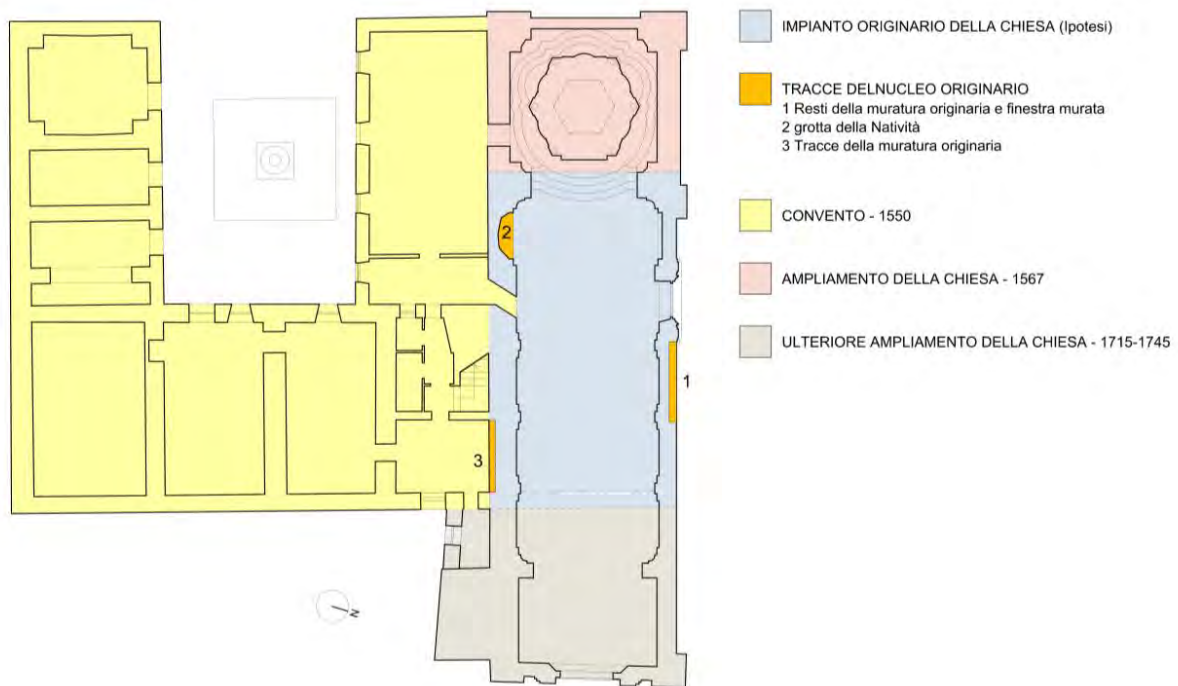 IMPIANTO ORIGINARIO DELLA CHIESA (Ipotesi)
TRACCE DELNUCLEO ORIGINARIO
1 Resti della muratura originaria e finestra murata
2 grotta della Natività
3 Tracce della muratura originaria
CONVENTO - 1550
AMPLIAMENTO DELLA CHIESA - 1567
ULTERIORE AMPLIAMENTO DELLA CHIESA - 1715-1745
2
1
3
N